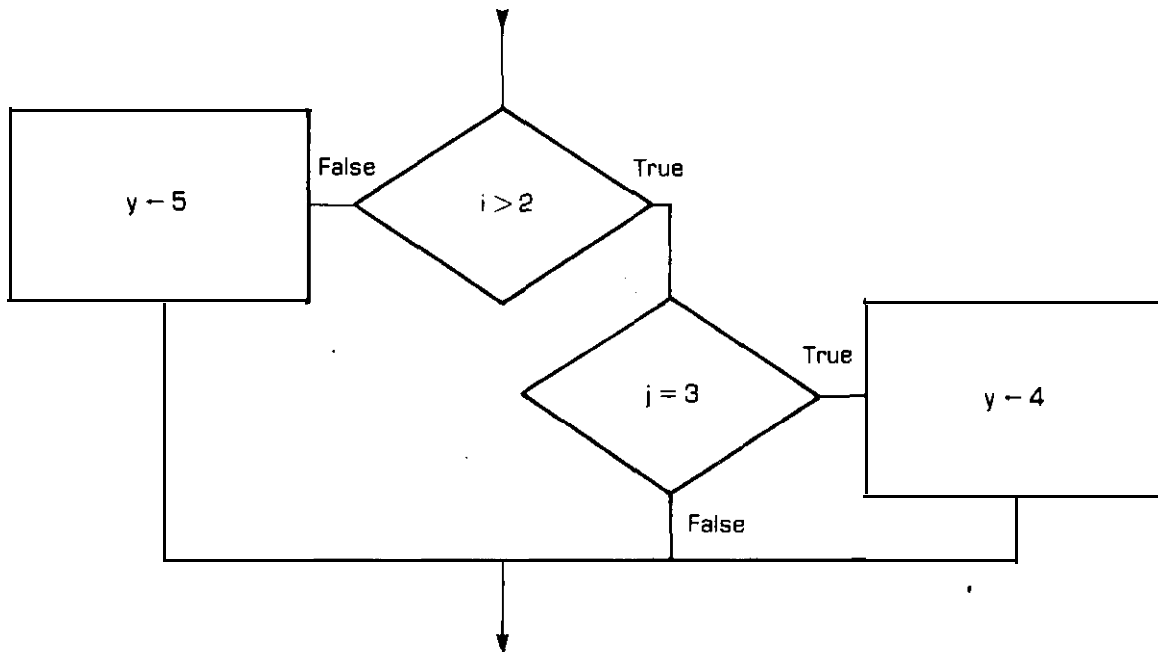 False
True
y ← 5
i > 2
True
j = 3
y ← 4
False